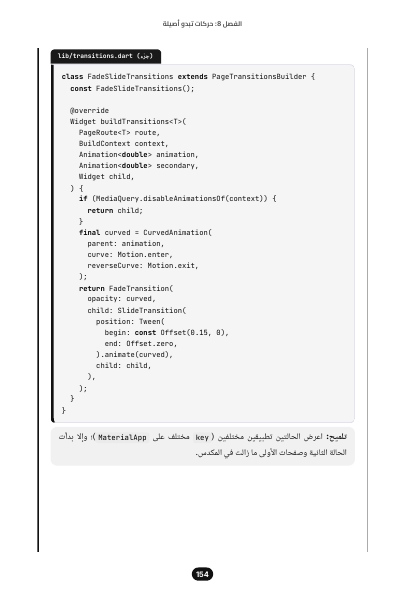 الفصل 8: حركات تبدو أصيلة
lib/transitions.dart (جزء)
class FadeSlideTransitions extends PageTransitionsBuilder {
  const FadeSlideTransitions();

  @override
  Widget buildTransitions<T>(
    PageRoute<T> route,
    BuildContext context,
    Animation<double> animation,
    Animation<double> secondary,
    Widget child,
  ) {
    if (MediaQuery.disableAnimationsOf(context)) {
      return child;
    }
    final curved = CurvedAnimation(
      parent: animation,
      curve: Motion.enter,
      reverseCurve: Motion.exit,
    );
    return FadeTransition(
      opacity: curved,
      child: SlideTransition(
        position: Tween(
          begin: const Offset(0.15, 0),
          end: Offset.zero,
        ).animate(curved),
        child: child,
      ),
    );
  }
}
تلميح: اعرض الحالتين تطبيقين مختلفين (key مختلف على MaterialApp)؛ وإلا بدأت
الحالة الثانية وصفحات الأولى ما زالت في المكدس.
154